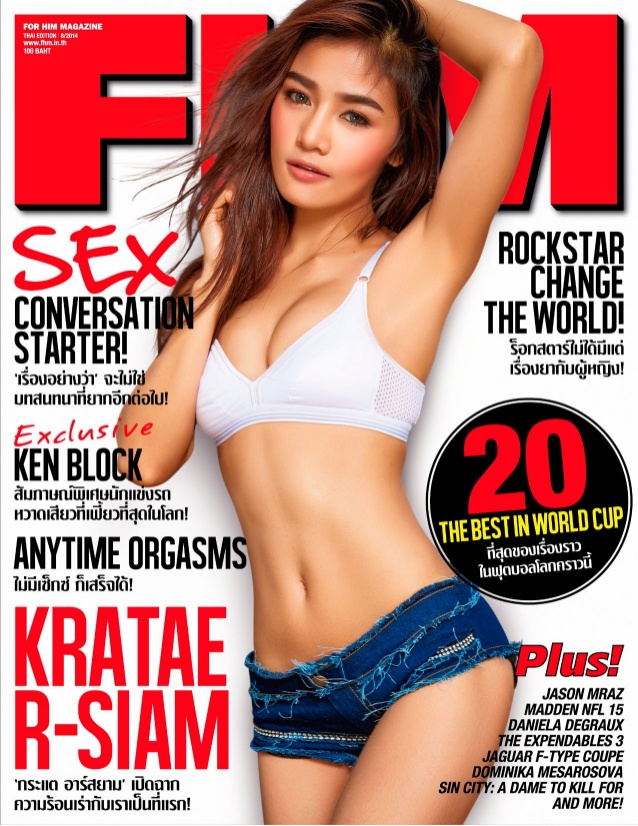 FOR HIM MAGAZINE
THAI EDITION : 8/2014
www.fhm.in.th
100 BAHT
FHM
SEX
CONVERSATION
STARTER!
'เรื่องอย่างว่า' จะไม่ใช่
บทสนทนาที่ยากอีกต่อไป!
Exclusive
KEN BLOCK
สัมภาษณ์พิเศษนักแข่งรถ
หวาดเสียวที่เฟี้ยวที่สุดในโลก!
ANYTIME ORGASMS
ไม่มีเซ็กซ์ ก็เสร็จได้!
KRATAE
R-SIAM
'กระแต อาร์สยาม' เปิดฉาก
ความร้อนเร่ากับเราเป็นที่แรก!
ROCKSTAR
CHANGE
THE WORLD!
ร็อกสตาร์ไม่ได้มีแต่
เรื่องยากับผู้หญิง!
20
THE BEST IN WORLD CUP
ที่สุดของเรื่องราว
ในฟุตบอลโลกคราวนี้
Plus!
JASON MRAZ
MADDEN NFL 15
DANIELA DEGRAUX
THE EXPENDABLES 3
JAGUAR F-TYPE COUPE
DOMINIKA MESAROSOVA
SIN CITY: A DAME TO KILL FOR
AND MORE!